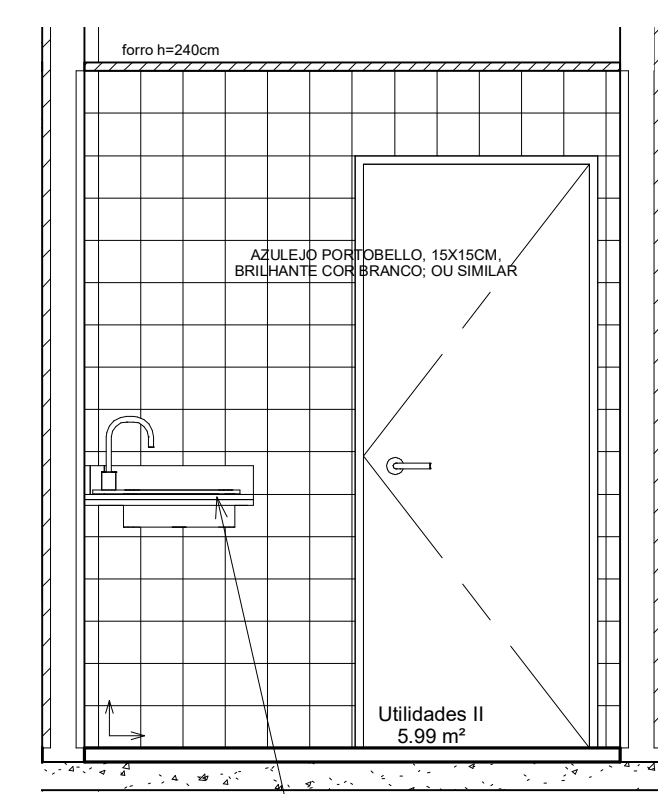 forro h=240cm
AZULEJO PORTOBELLO, 15X15CM,
BRILHANTE COR BRANCO; OU SIMILAR
Utilidades II
5.99 m²